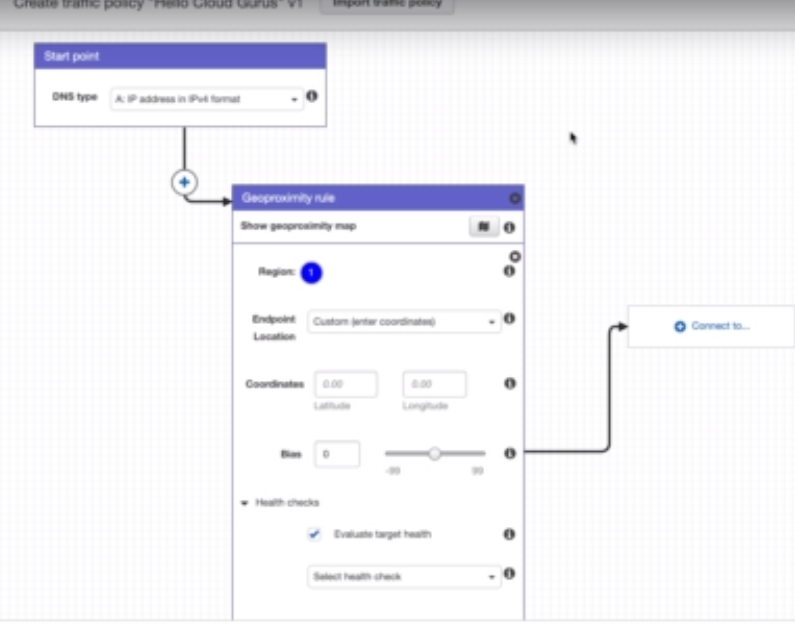 Create traffic policy "Hello Cloud Gurus" v1 Import traffic policy
Start point
DNS type A: IP address in IPv4 format
Geoproximity rule
Show geoproximity map
Region: 1
Endpoint Location Custom (enter coordinates)
Coordinates 0.00 0.00
Latitude Longitude
Bias 0
-99 99
Health checks
Evaluate target health
Select health check
Connect to...